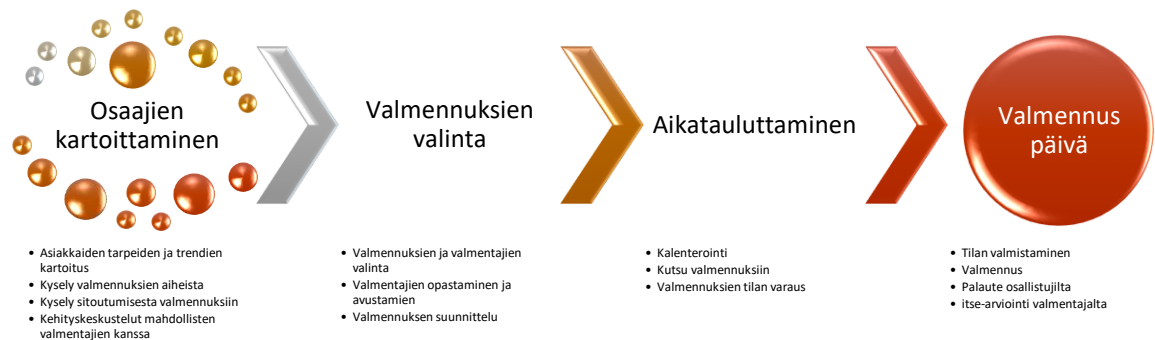 Osaajien
kartoittaminen
• Asiakkaiden tarpeiden ja trendien
kartoitus
• Kysely valmennuksien aiheista
• Kysely sitoutumisesta valmennuksiin
• Kehityskeskustelut mahdollisten
valmentajien kanssa
Valmennuksien
valinta
• Valmennuksien ja valmentajien
valinta
• Valmentajien opastaminen ja
avustamien
• Valmennuksen suunnittelu
Aikatauluttaminen
• Kalenterointi
• Kutsu valmennuksiin
• Valmennuksien tilan varaus
Valmennus
päivä
• Tilan valmistaminen
• Valmennus
• Palaute osallistujilta
• itse-arviointi valmentajalta